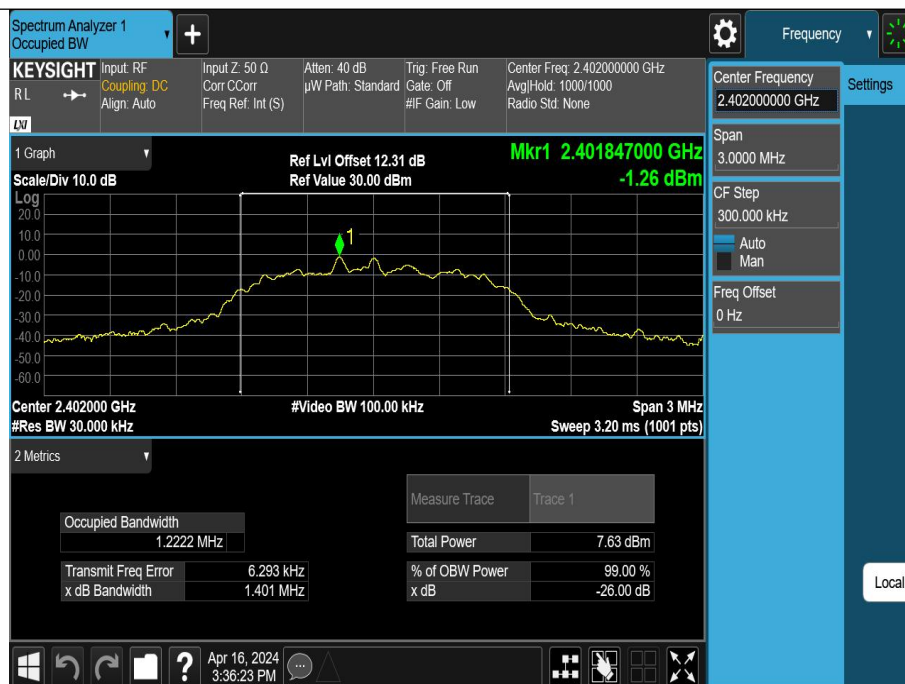 Spectrum Analyzer 1
Occupied BW
+
Frequency
KEYSIGHT
RL
LXI
Input: RF
Coupling: DC
Align: Auto
Input Z: 50 Ω
Corr CCorr
Freq Ref: Int (S)
Atten: 40 dB
µW Path: Standard
Trig: Free Run
Gate: Off
#IF Gain: Low
Center Freq: 2.402000000 GHz
Avg|Hold: 1000/1000
Radio Std: None
Center Frequency
2.402000000 GHz
Settings
Span
3.0000 MHz
CF Step
300.000 kHz
Auto
Man
Freq Offset
0 Hz
Local
1 Graph
Scale/Div 10.0 dB
Ref Lvl Offset 12.31 dB
Ref Value 30.00 dBm
Mkr1 2.401847000 GHz
-1.26 dBm
Log
20.0
10.0
0.00
-10.0
-20.0
-30.0
-40.0
-50.0
-60.0
1
Center 2.402000 GHz
#Res BW 30.000 kHz
#Video BW 100.00 kHz
Span 3 MHz
Sweep 3.20 ms (1001 pts)
2 Metrics
Measure Trace Trace 1
Occupied Bandwidth
1.2222 MHz
Total Power 7.63 dBm
Transmit Freq Error 6.293 kHz
% of OBW Power 99.00 %
x dB Bandwidth 1.401 MHz
x dB -26.00 dB
?
Apr 16, 2024
3:36:23 PM